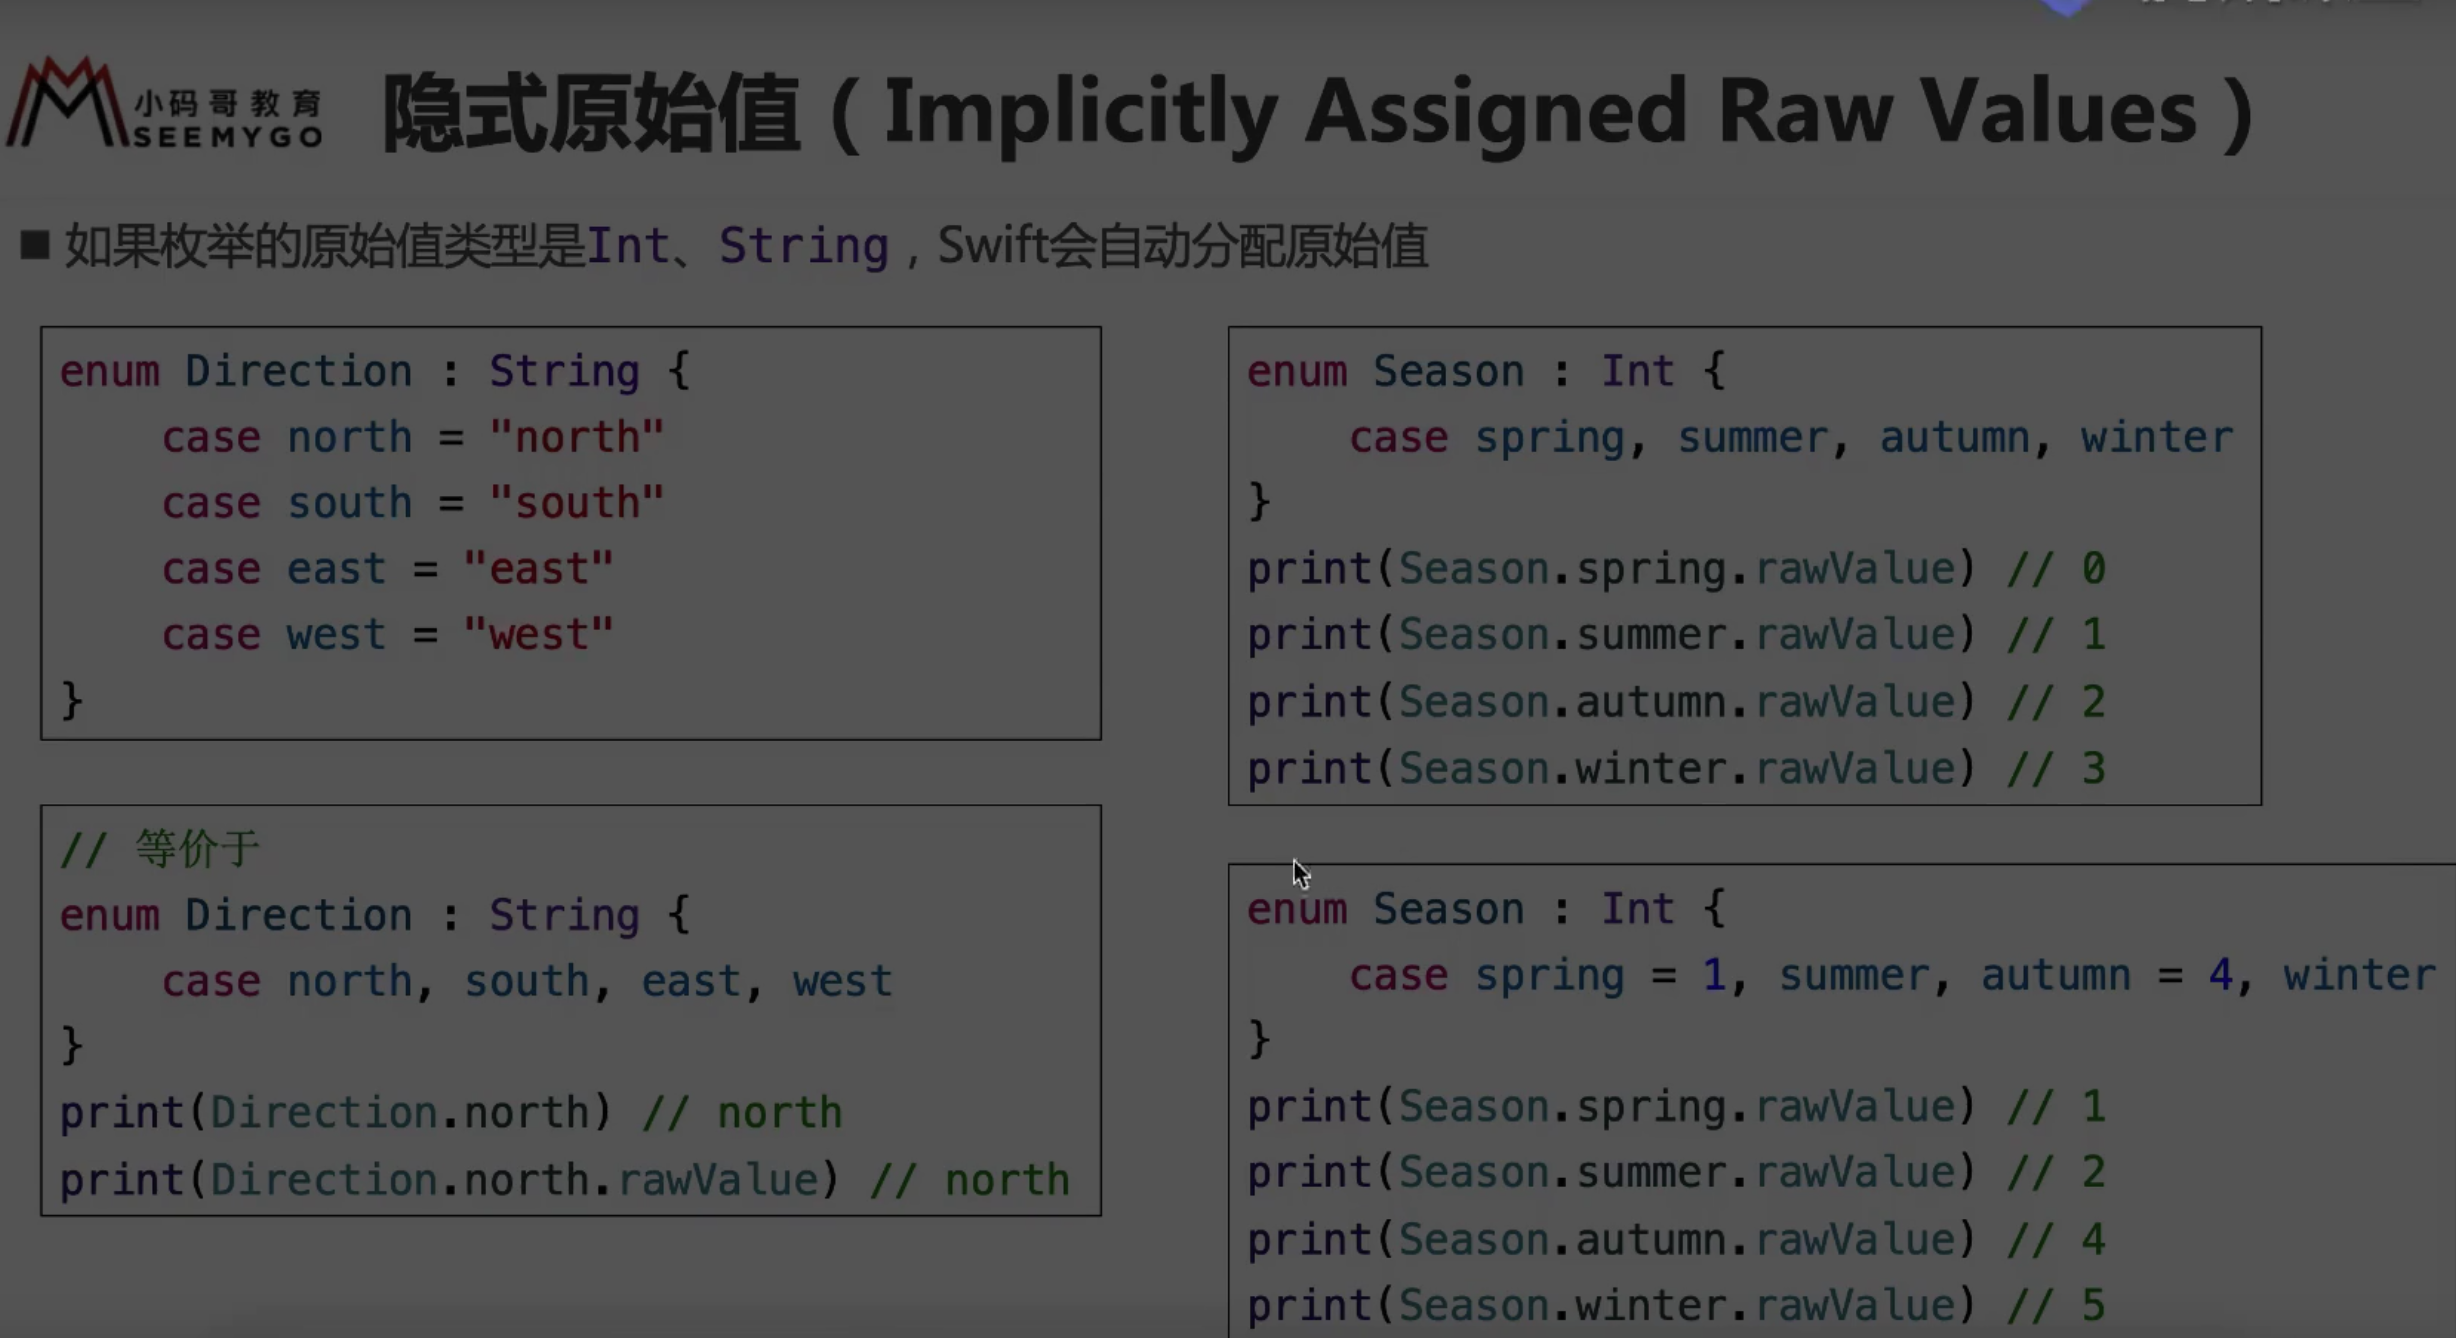 小码哥教育
SEEMYGO
隐式原始值（Implicitly Assigned Raw Values）
■ 如果枚举的原始值类型是Int、String，Swift会自动分配原始值
enum Direction : String {
    case north = "north"
    case south = "south"
    case east = "east"
    case west = "west"
}
// 等价于
enum Direction : String {
    case north, south, east, west
}
print(Direction.north) // north
print(Direction.north.rawValue) // north
enum Season : Int {
    case spring, summer, autumn, winter
}
print(Season.spring.rawValue) // 0
print(Season.summer.rawValue) // 1
print(Season.autumn.rawValue) // 2
print(Season.winter.rawValue) // 3
enum Season : Int {
    case spring = 1, summer, autumn = 4, winter
}
print(Season.spring.rawValue) // 1
print(Season.summer.rawValue) // 2
print(Season.autumn.rawValue) // 4
print(Season.winter.rawValue) // 5